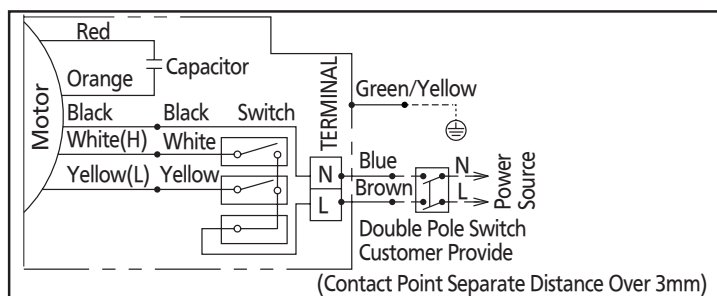 Red
Capacitor
Orange
Motor
Black Black Switch
White(H) White
Yellow(L) Yellow
TERMINAL
N
L
Green/Yellow
Blue
Brown
N
L
Power
Source
Double Pole Switch
Customer Provide
(Contact Point Separate Distance Over 3mm)